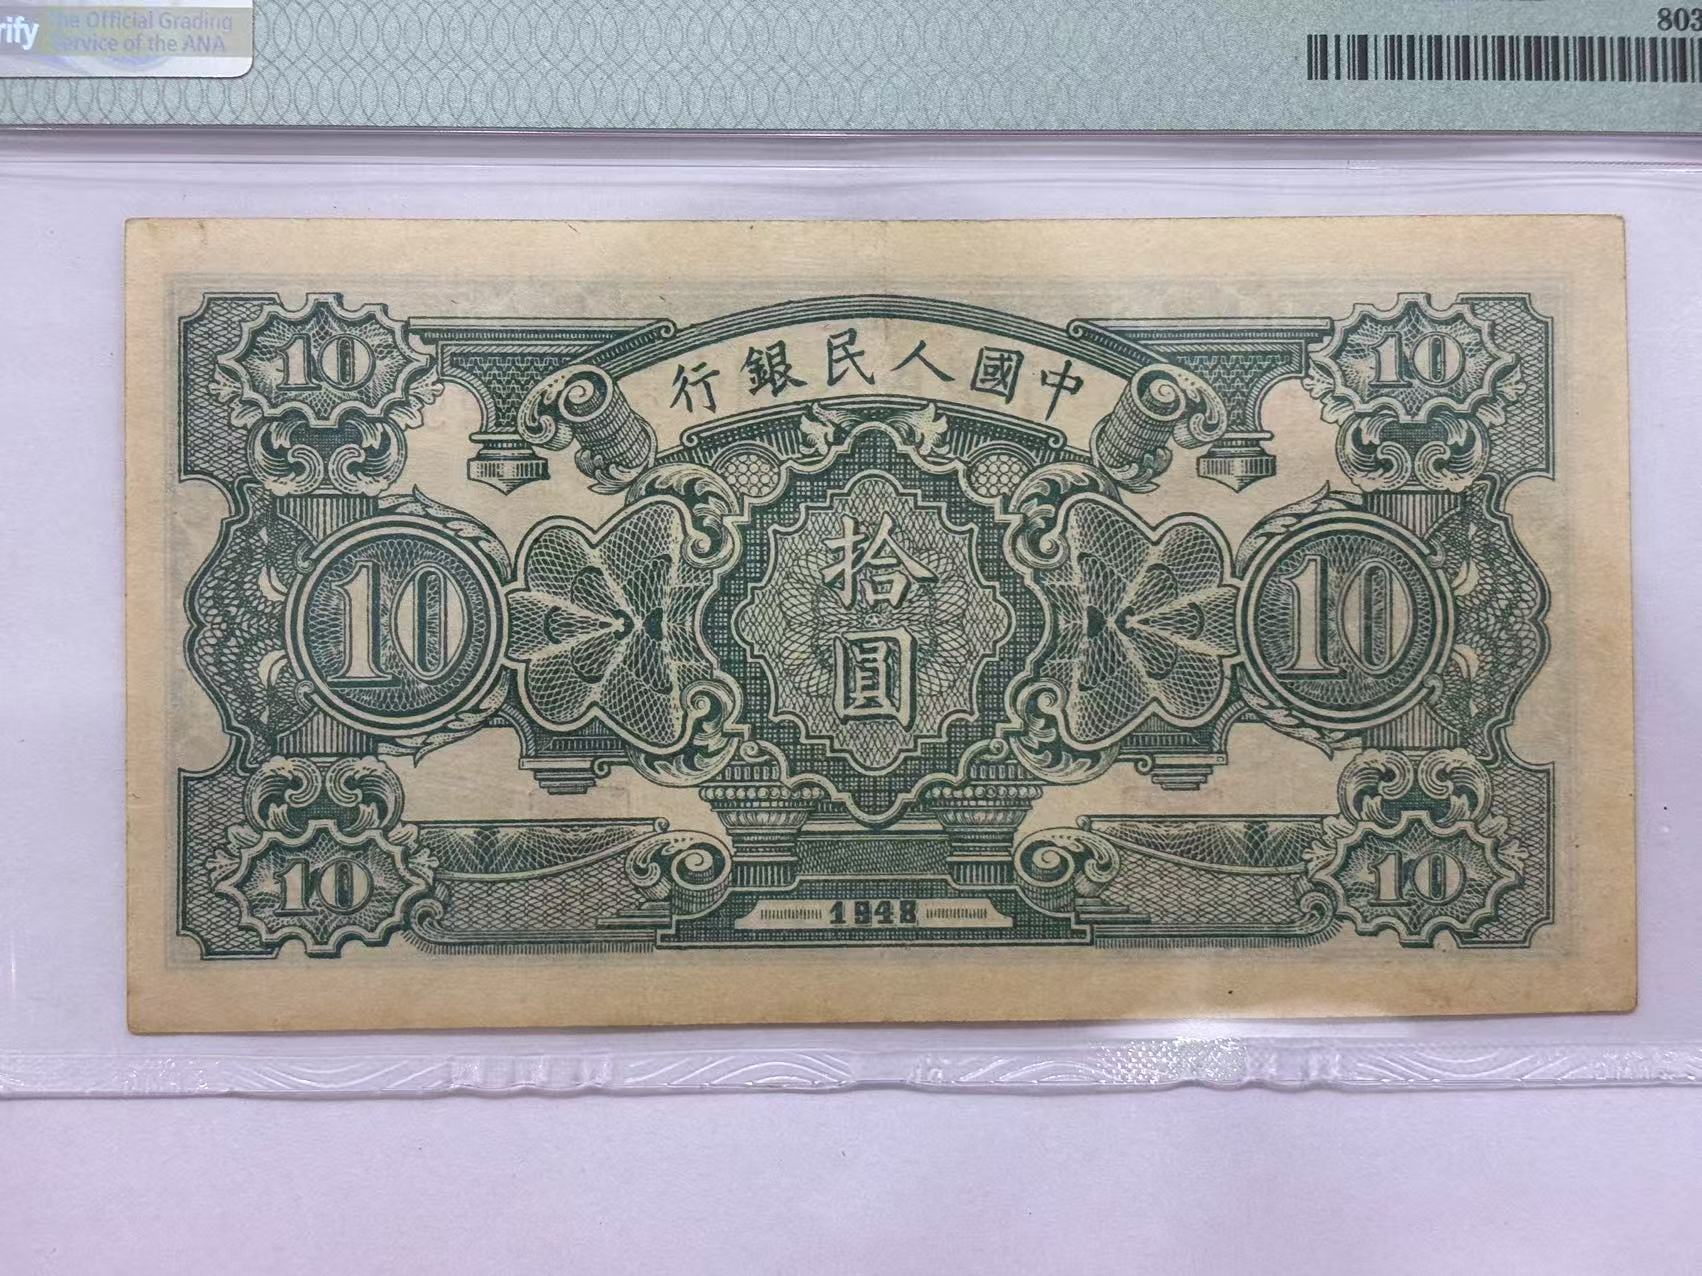 rify
The Official Grading
Service of the ANA
803
行銀民人國中
10
10
拾
圓
10
10
10
10
1948